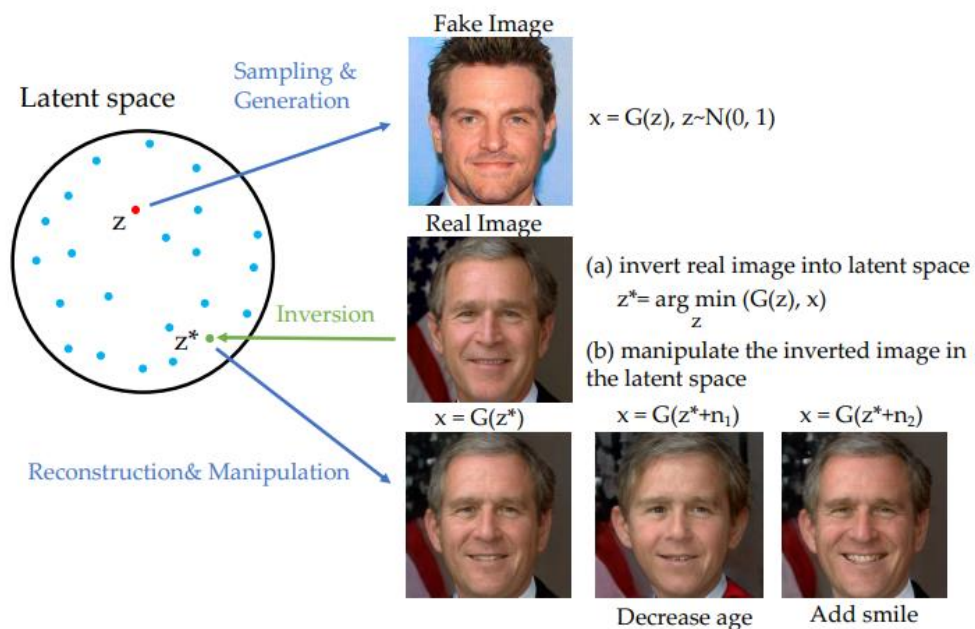 Fake Image
Sampling &
Generation
Latent space
x = G(z), z~N(0, 1)
z
Real Image
(a) invert real image into latent space
z*= arg min (G(z), x)
z
Inversion
z*
(b) manipulate the inverted image in
the latent space
x = G(z*)
x = G(z*+n₁)
x = G(z*+n₂)
Reconstruction& Manipulation
Decrease age
Add smile